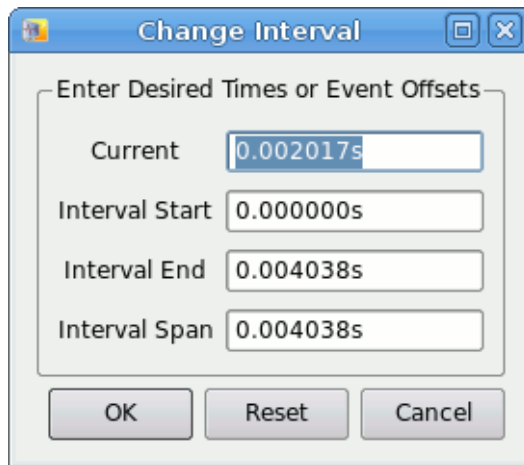 Change Interval
Enter Desired Times or Event Offsets
Current 0.002017s
Interval Start 0.000000s
Interval End 0.004038s
Interval Span 0.004038s
OK Reset Cancel